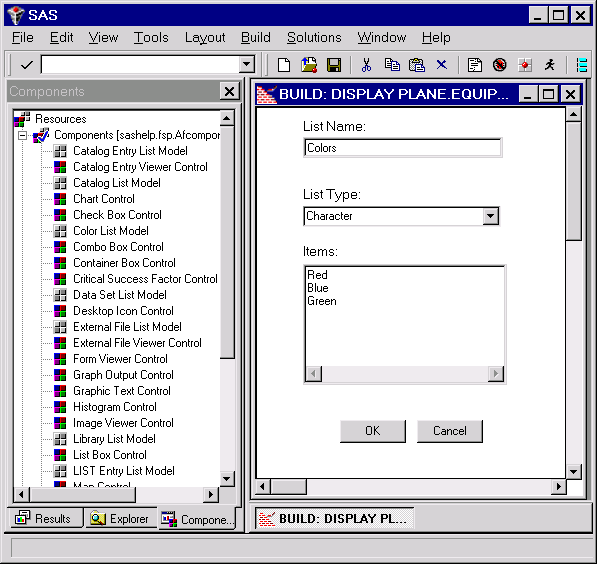 SAS
File Edit View Tools Layout Build Solutions Window Help
Components
Resources
Components [sashelp.fsp.Afcompon
Catalog Entry List Model
Catalog Entry Viewer Control
Catalog List Model
Chart Control
Check Box Control
Color List Model
Combo Box Control
Container Box Control
Critical Success Factor Control
Data Set List Model
Desktop Icon Control
External File List Model
External File Viewer Control
Form Viewer Control
Graph Output Control
Graphic Text Control
Histogram Control
Image Viewer Control
Library List Model
List Box Control
LIST Entry List Model
Map Control
Results
Explorer
Compone...
BUILD: DISPLAY PLANE.EQUIP...
List Name:
Colors
List Type:
Character
Items:
Red
Blue
Green
OK Cancel
BUILD: DISPLAY PL...